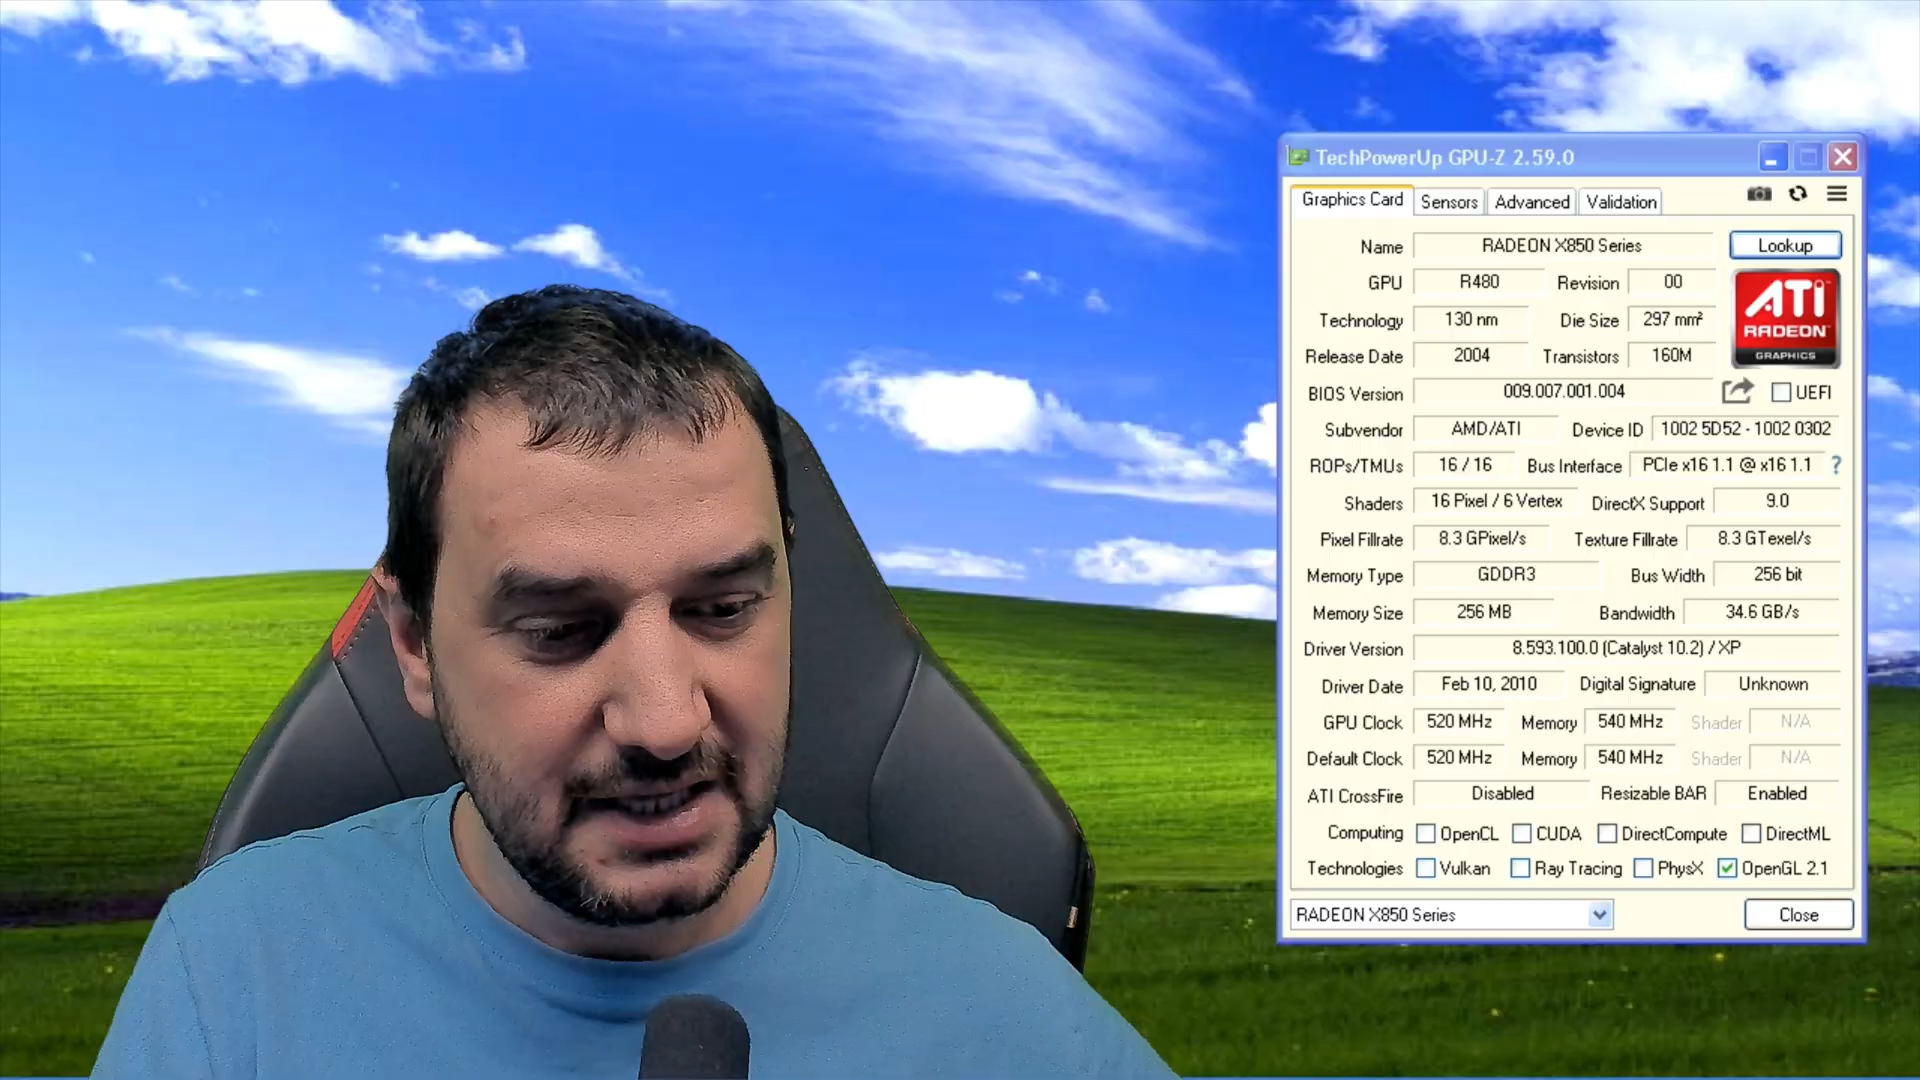 TechPowerUp GPU-Z 2.59.0
Graphics Card Sensors Advanced Validation
Name RADEON X850 Series Lookup
GPU R480 Revision 00
ATI RADEON GRAPHICS
Technology 130 nm Die Size 297 mm²
Release Date 2004 Transistors 160M
BIOS Version 009.007.001.004 UEFI
Subvendor AMD/ATI Device ID 1002 5D52 - 1002 0302
ROPs/TMUs 16 / 16 Bus Interface PCIe x16 1.1 @ x16 1.1 ?
Shaders 16 Pixel / 6 Vertex DirectX Support 9.0
Pixel Fillrate 8.3 GPixel/s Texture Fillrate 8.3 GTexel/s
Memory Type GDDR3 Bus Width 256 bit
Memory Size 256 MB Bandwidth 34.6 GB/s
Driver Version 8.593.100.0 (Catalyst 10.2) / XP
Driver Date Feb 10, 2010 Digital Signature Unknown
GPU Clock 520 MHz Memory 540 MHz Shader N/A
Default Clock 520 MHz Memory 540 MHz Shader N/A
ATI CrossFire Disabled Resizable BAR Enabled
Computing OpenCL CUDA DirectCompute DirectML
Technologies Vulkan Ray Tracing PhysX OpenGL 2.1
RADEON X850 Series Close